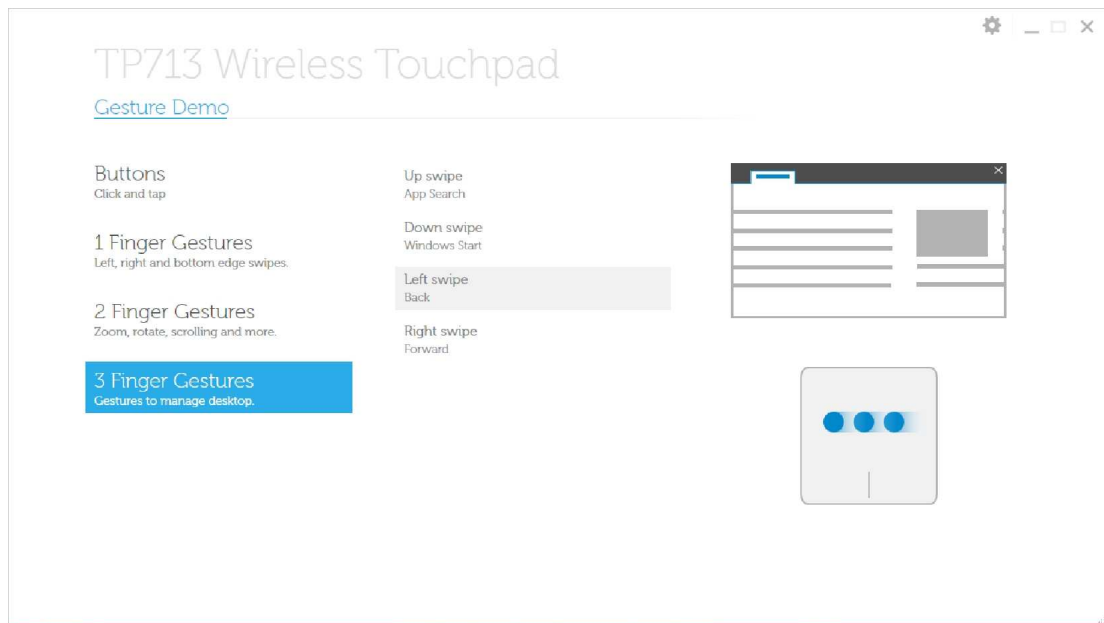 TP713 Wireless Touchpad
Gesture Demo
Buttons
Click and tap
1 Finger Gestures
Left, right and bottom edge swipes.
2 Finger Gestures
Zoom, rotate, scrolling and more.
3 Finger Gestures
Gestures to manage desktop.
Up swipe
App Search
Down swipe
Windows Start
Left swipe
Back
Right swipe
Forward